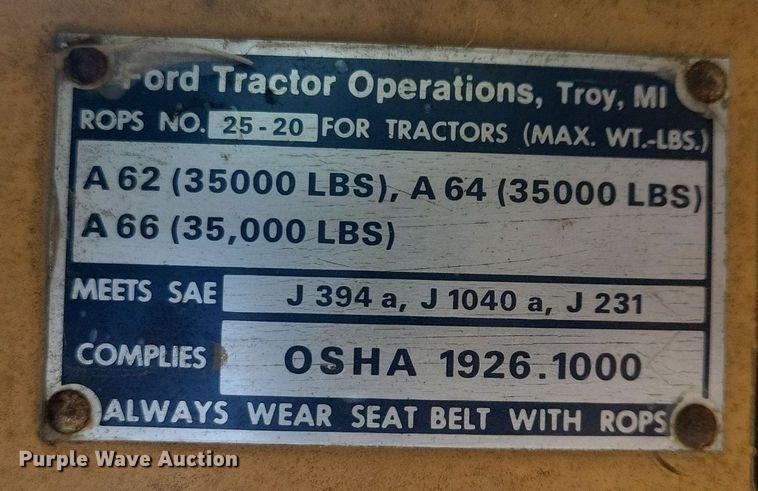 Ford Tractor Operations, Troy, MI
ROPS NO. 25-20 FOR TRACTORS (MAX. WT.-LBS.)
A 62 (35000 LBS), A 64 (35000 LBS)
A 66 (35,000 LBS)
MEETS SAE J 394 a, J 1040 a, J 231
COMPLIES OSHA 1926.1000
ALWAYS WEAR SEAT BELT WITH ROPS
Purple Wave Auction